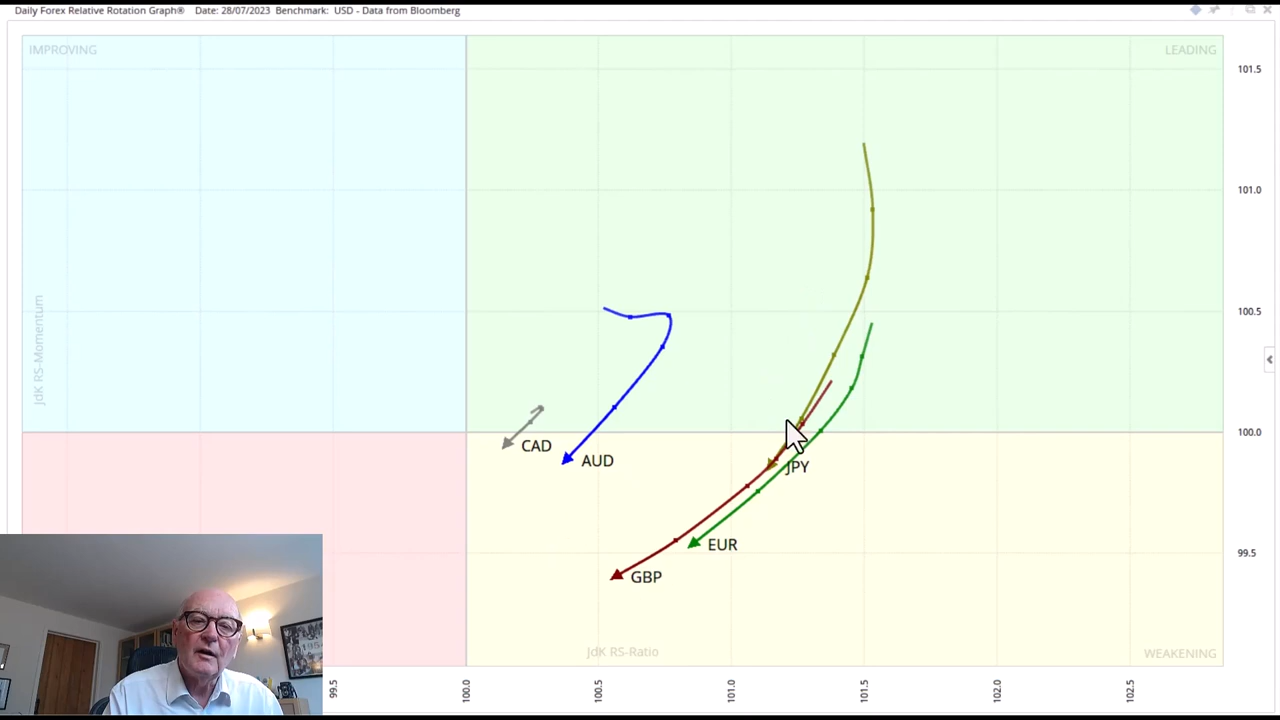 Daily Forex Relative Rotation Graph® Date: 28/07/2023 Benchmark: USD - Data from Bloomberg
IMPROVING
LEADING
101.5
101.0
100.5
100.0
99.5
JdK RS-Momentum
CAD
AUD
JPY
EUR
GBP
JdK RS-Ratio
WEAKENING
99.5
100.0
100.5
101.0
101.5
102.0
102.5